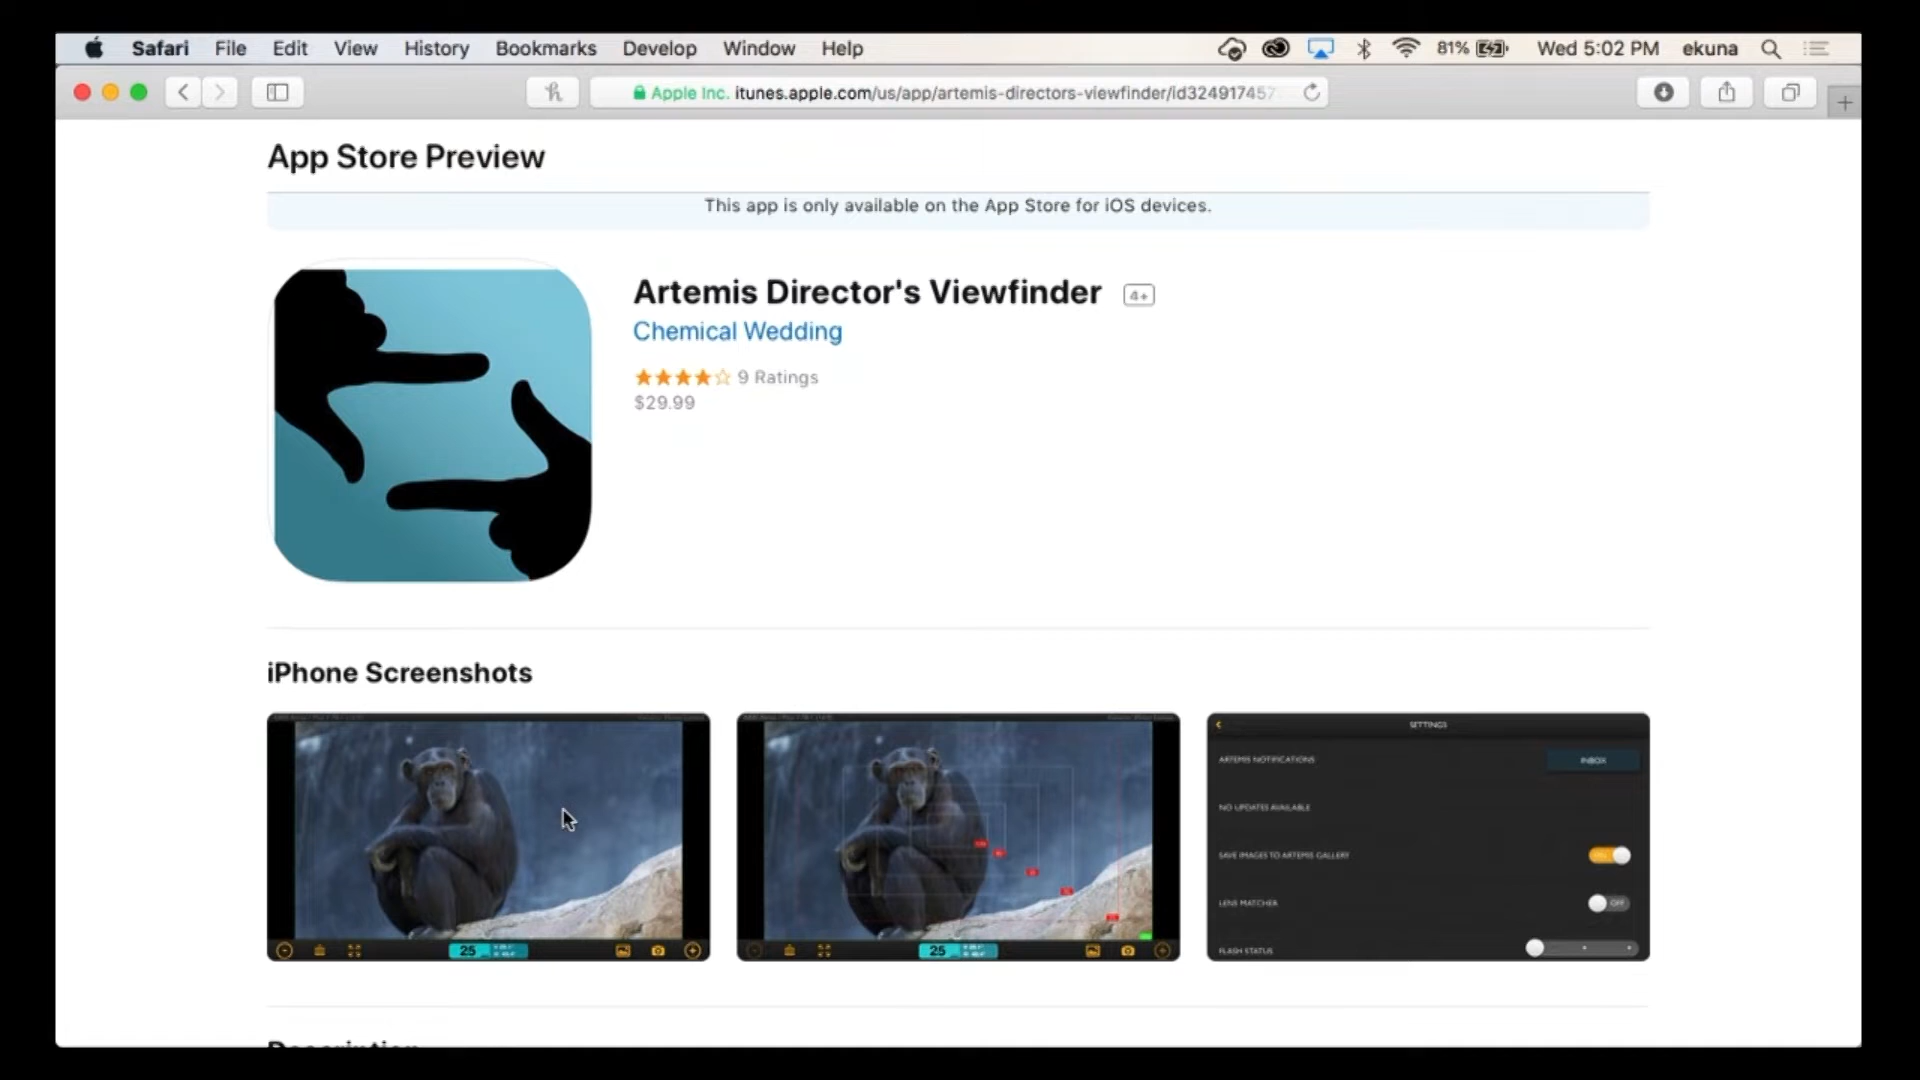 Safari File Edit View History Bookmarks Develop Window Help 81% Wed 5:02 PM ekuna
Apple Inc. itunes.apple.com/us/app/artemis-directors-viewfinder/id324917457
App Store Preview
This app is only available on the App Store for iOS devices.
Artemis Director's Viewfinder 4+
Chemical Wedding
9 Ratings
$29.99
iPhone Screenshots
25
25
SETTINGS
ARTEMIS NOTIFICATIONS INBOX
NO UPDATES AVAILABLE
SAVE IMAGES TO ARTEMIS GALLERY
LENS MATCHER OFF
FLASH STATUS
Description